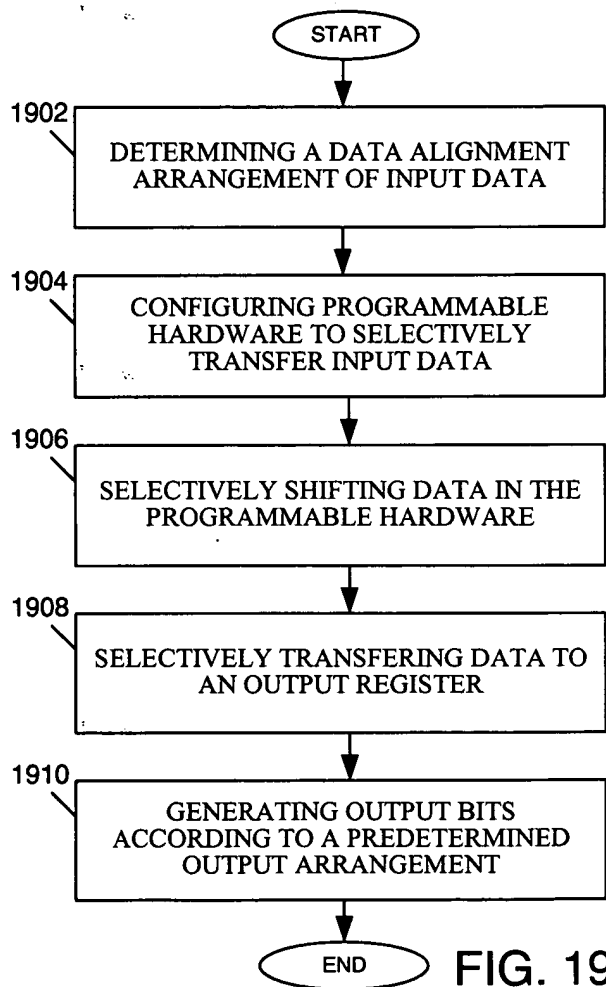 START
1902
DETERMINING A DATA ALIGNMENT
ARRANGEMENT OF INPUT DATA
1904
CONFIGURING PROGRAMMABLE
HARDWARE TO SELECTIVELY
TRANSFER INPUT DATA
1906
SELECTIVELY SHIFTING DATA IN THE
PROGRAMMABLE HARDWARE
1908
SELECTIVELY TRANSFERING DATA TO
AN OUTPUT REGISTER
1910
GENERATING OUTPUT BITS
ACCORDING TO A PREDETERMINED
OUTPUT ARRANGEMENT
END
FIG. 19